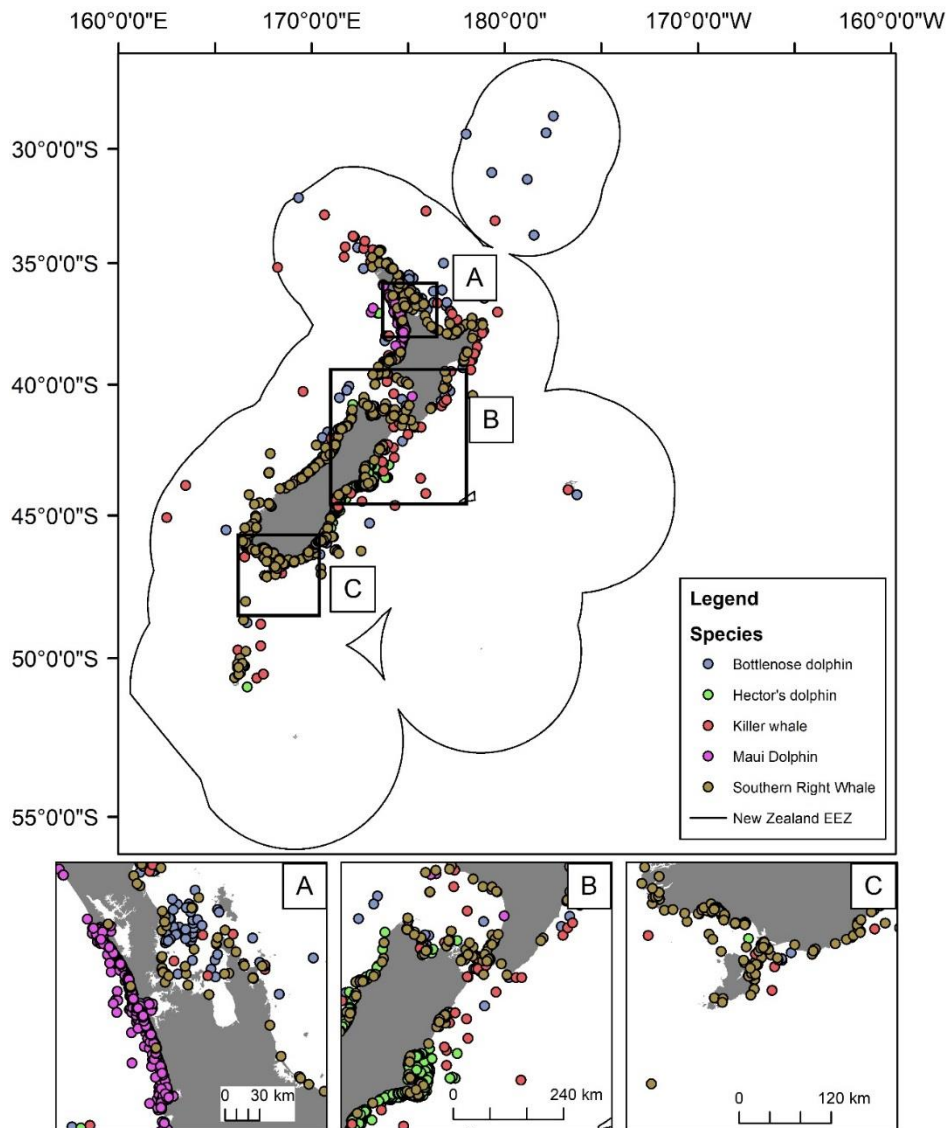 160°0'0"E 170°0'0"E 180°0'0" 170°0'0"W 160°0'0"W
30°0'0"S
35°0'0"S
A
40°0'0"S
B
45°0'0"S
C
50°0'0"S
55°0'0"S
Legend
Species
Bottlenose dolphin
Hector's dolphin
Killer whale
Maui Dolphin
Southern Right Whale
New Zealand EEZ
A
0 30 km
B
0 240 km
C
0 120 km